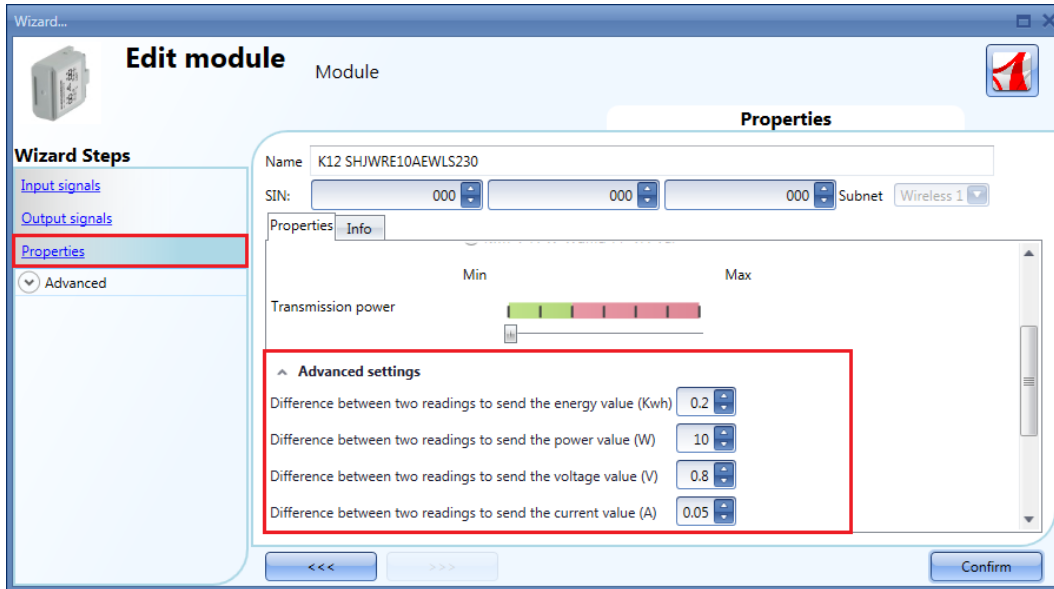 Wizard...
Edit module
Module
Properties
Wizard Steps
Input signals
Output signals
Properties
Advanced
Name K12 SHJWRE10AEWLS230
SIN: 000 000 000 Subnet Wireless 1
Properties Info
Min Max
Transmission power
Advanced settings
Difference between two readings to send the energy value (Kwh) 0.2
Difference between two readings to send the power value (W) 10
Difference between two readings to send the voltage value (V) 0.8
Difference between two readings to send the current value (A) 0.05
<<< >>> Confirm